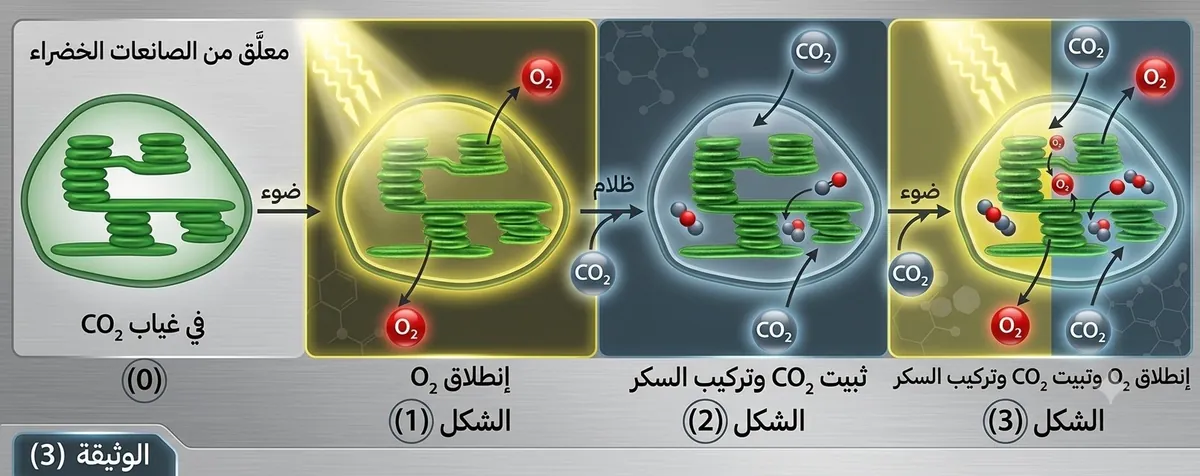 معلَّق من الصانعات الخضراء
في غياب CO₂
(0)
ضوء
O₂
O₂
إنطلاق O₂
الشكل (1)
ظلام
CO₂
CO₂
CO₂
ثبيت CO₂ وتركيب السكر
الشكل (2)
ضوء
CO₂
CO₂
O₂
O₂
O₂
O₂
CO₂
إنطلاق O₂ وتبيت CO₂ وتركيب السكر
الشكل (3)
الوثيقة (3)